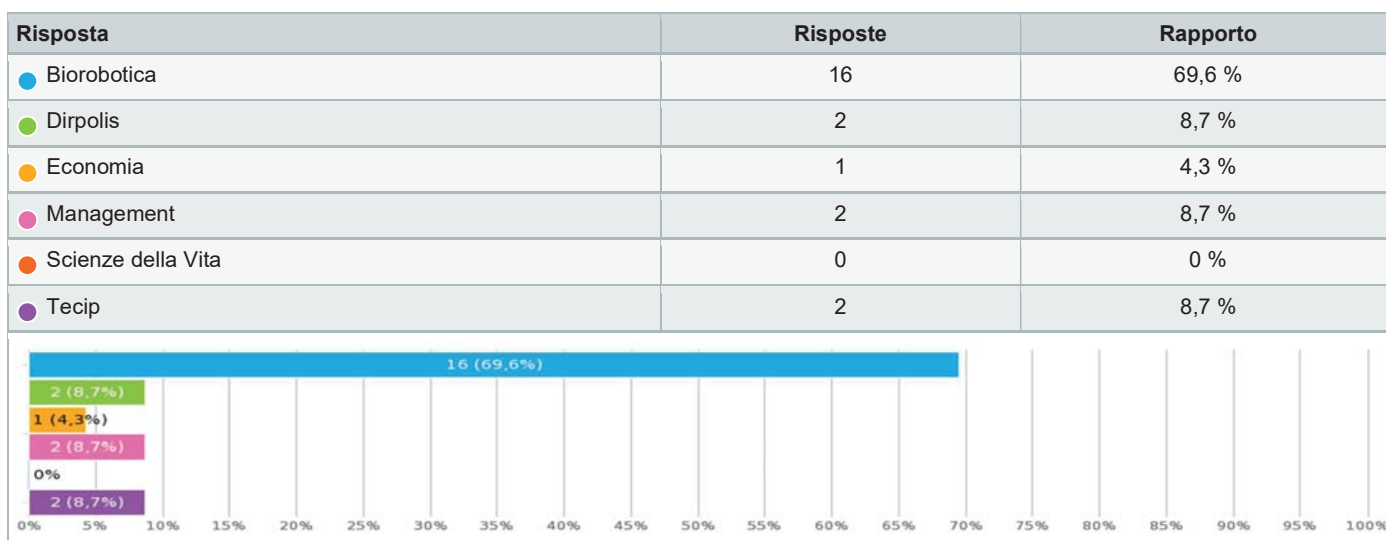 Risposta Risposte Rapporto
Biorobotica 16 69,6 %
Dirpolis 2 8,7 %
Economia 1 4,3 %
Management 2 8,7 %
Scienze della Vita 0 0 %
Tecip 2 8,7 %
16 (69,6%)
2 (8,7%)
1 (4,3%)
2 (8,7%)
0%
2 (8,7%)
0% 5% 10% 15% 20% 25% 30% 35% 40% 45% 50% 55% 60% 65% 70% 75% 80% 85% 90% 95% 100%